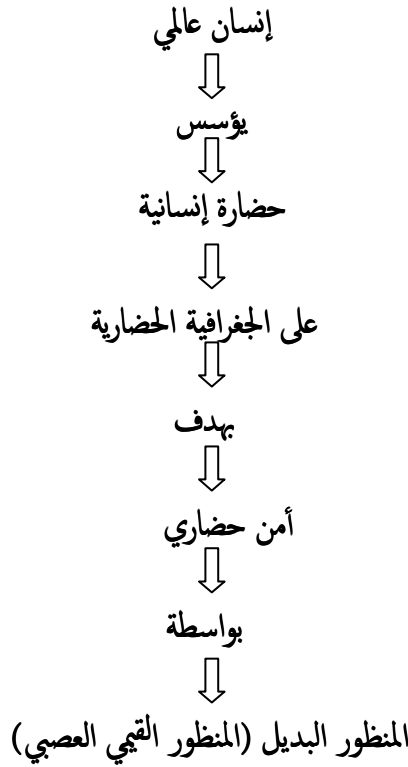 إنسان عالمي
يؤسس
حضارة إنسانية
على الجغرافية الحضارية
بهدف
أمن حضاري
بواسطة
المنظور البديل (المنظور القيمي العصبي)